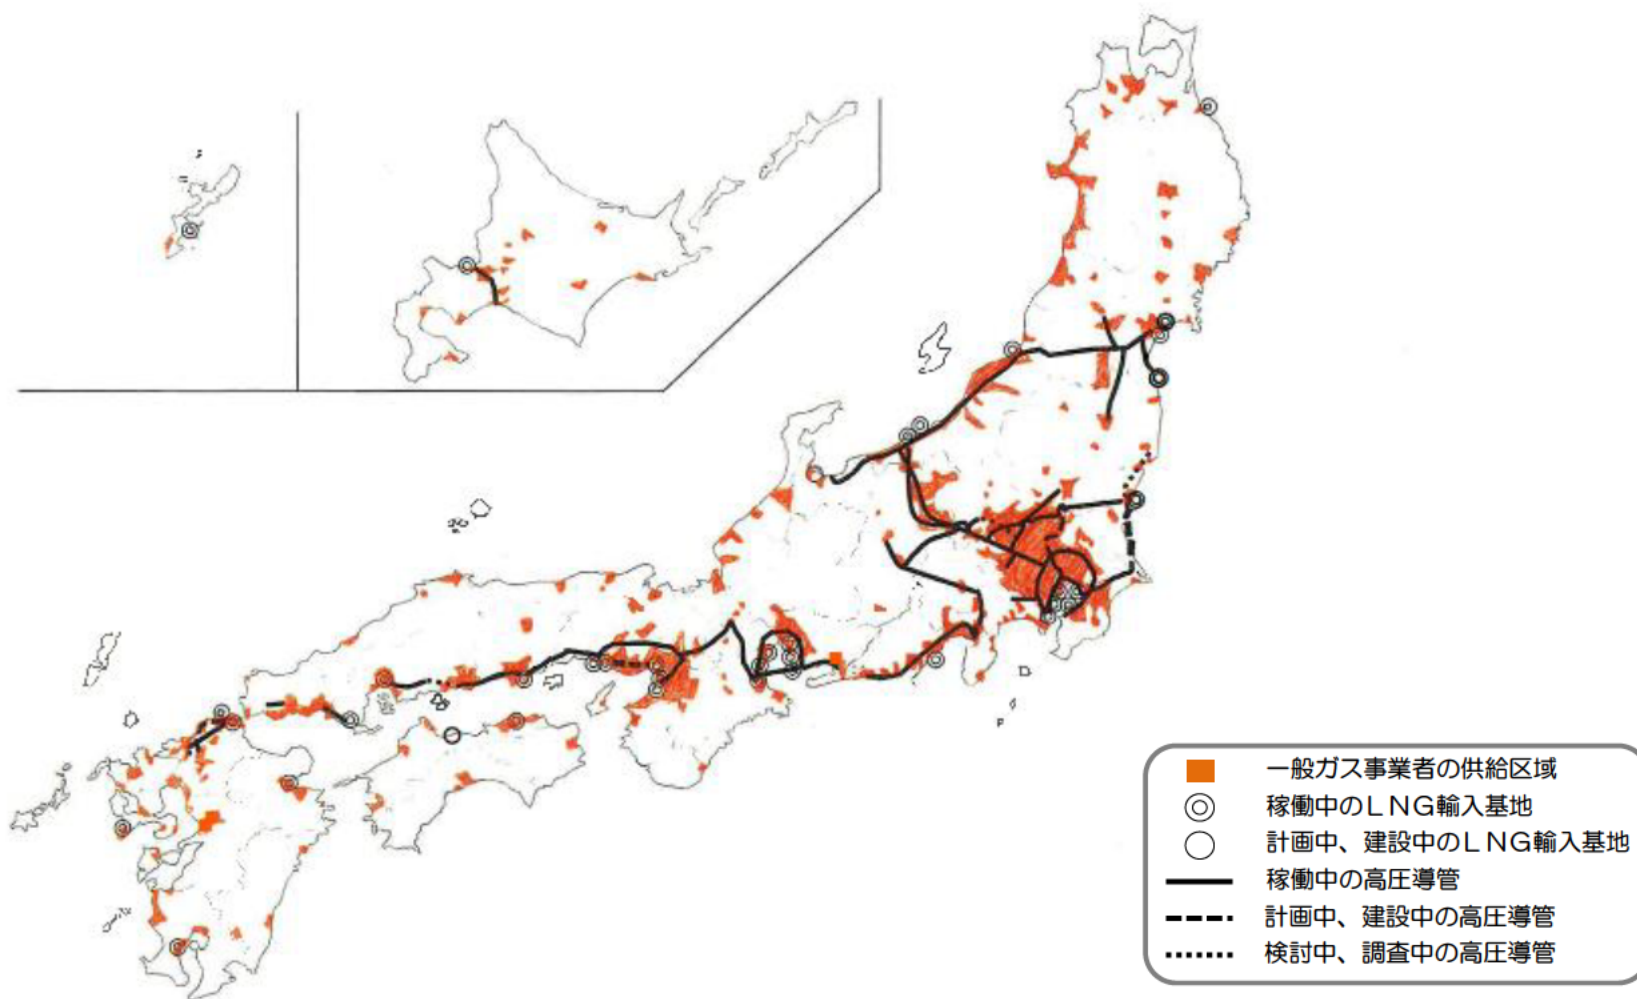 一般ガス事業者の供給区域
稼働中のLNG輸入基地
計画中、建設中のLNG輸入基地
稼働中の高圧導管
計画中、建設中の高圧導管
検討中、調査中の高圧導管